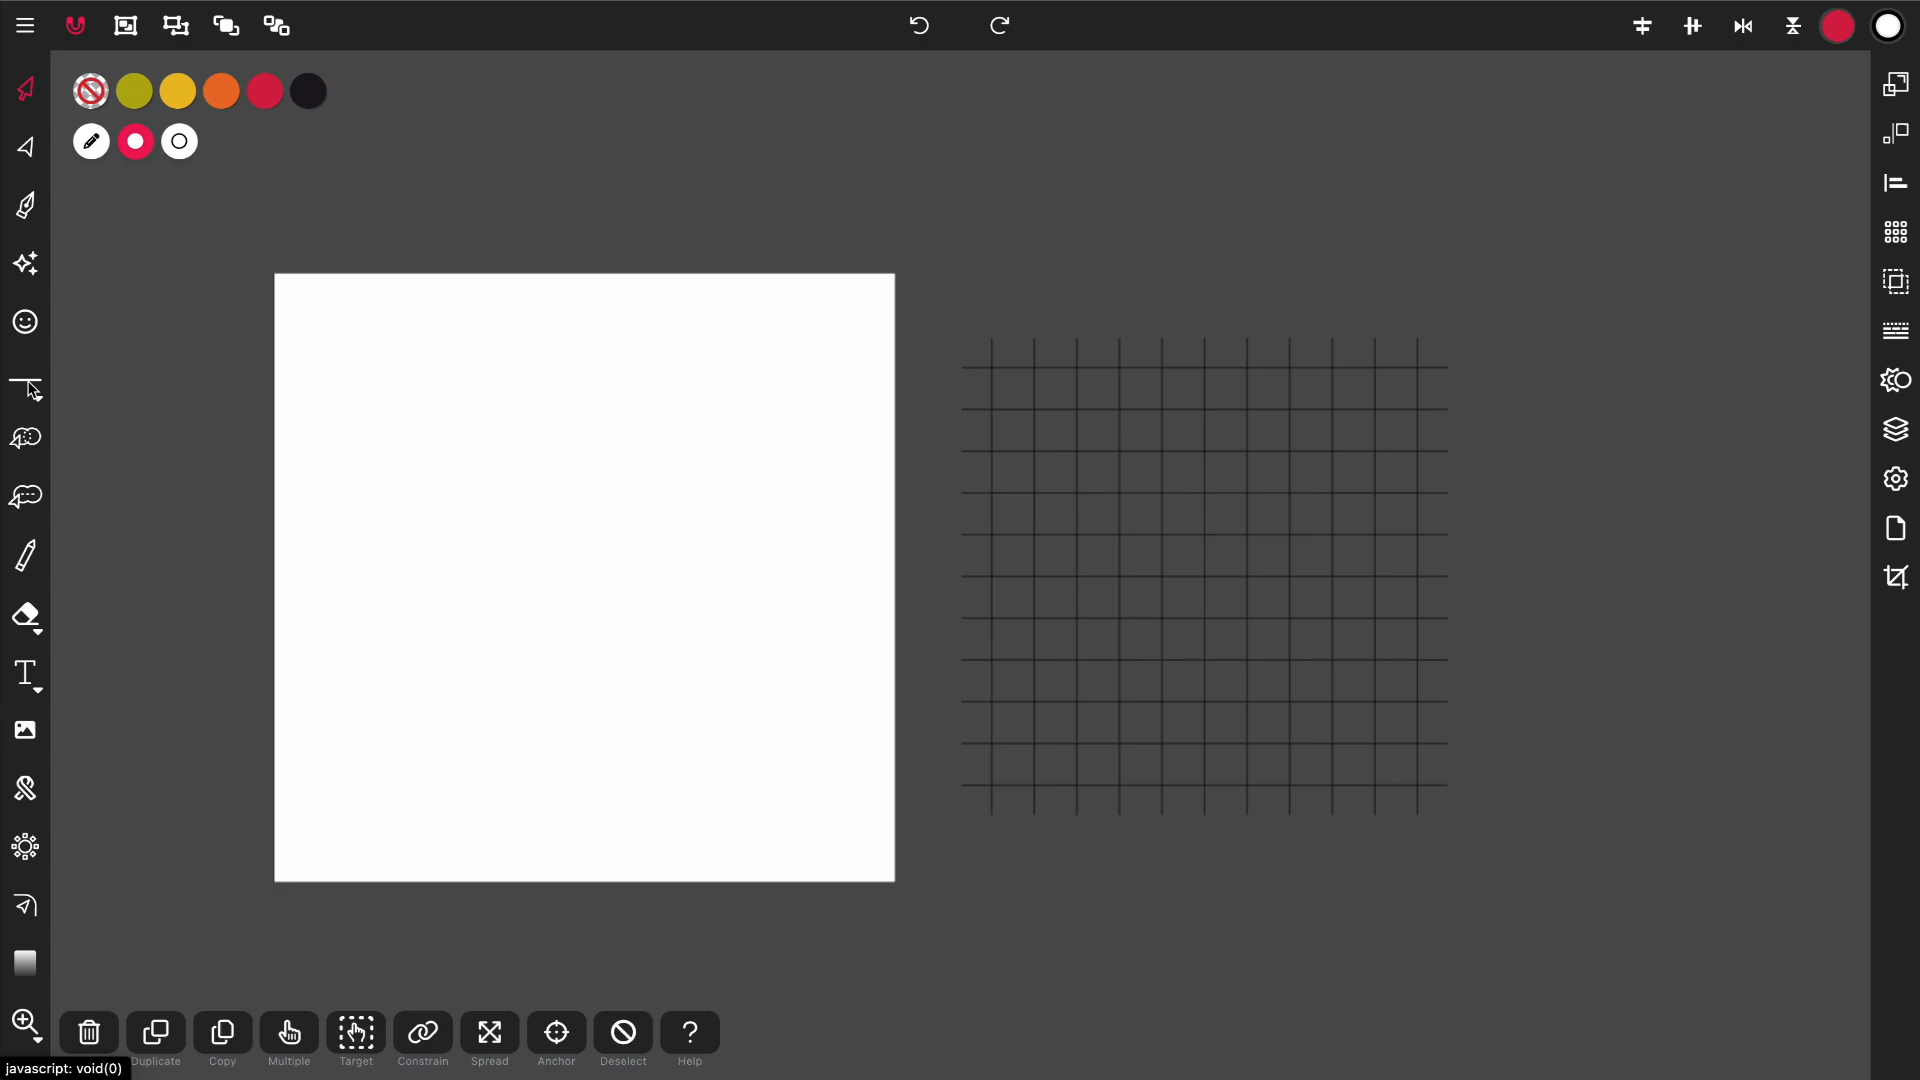 Duplicate
Copy
Multiple
Target
Constrain
Spread
Anchor
Deselect
?
Help
T
javascript: void(0)